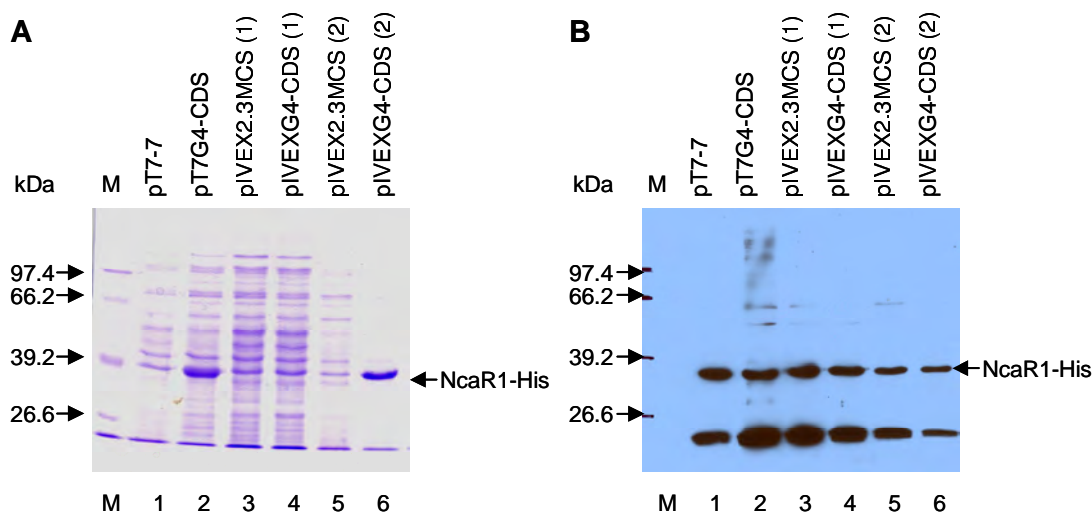 A
kDa
M
pT7-7
pT7G4-CDS
pIVEX2.3MCS (1)
pIVEXG4-CDS (1)
pIVEX2.3MCS (2)
pIVEXG4-CDS (2)
97.4
66.2
39.2
26.6
NcaR1-His
M 1 2 3 4 5 6
B
kDa
M
pT7-7
pT7G4-CDS
pIVEX2.3MCS (1)
pIVEXG4-CDS (1)
pIVEX2.3MCS (2)
pIVEXG4-CDS (2)
97.4
66.2
39.2
26.6
NcaR1-His
M 1 2 3 4 5 6